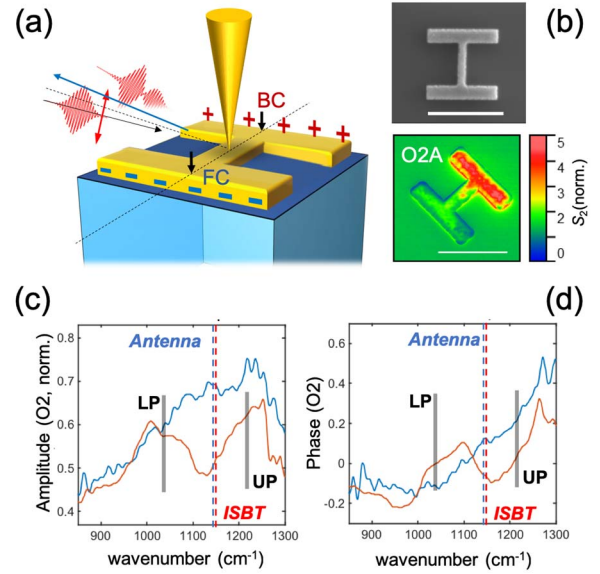 (a)
(b)
BC
FC
+ + + + + +
O2A
5
4
3
2
1
0
S2(norm.)
(c)
(d)
Antenna
LP
UP
ISBT
Amplitude (O2, norm.)
0.8
0.7
0.6
0.5
0.4
900 1000 1100 1200 1300
wavenumber (cm-1)
Antenna
LP
UP
ISBT
Phase (O2)
0.6
0.4
0.2
0
-0.2
900 1000 1100 1200 1300
wavenumber (cm-1)